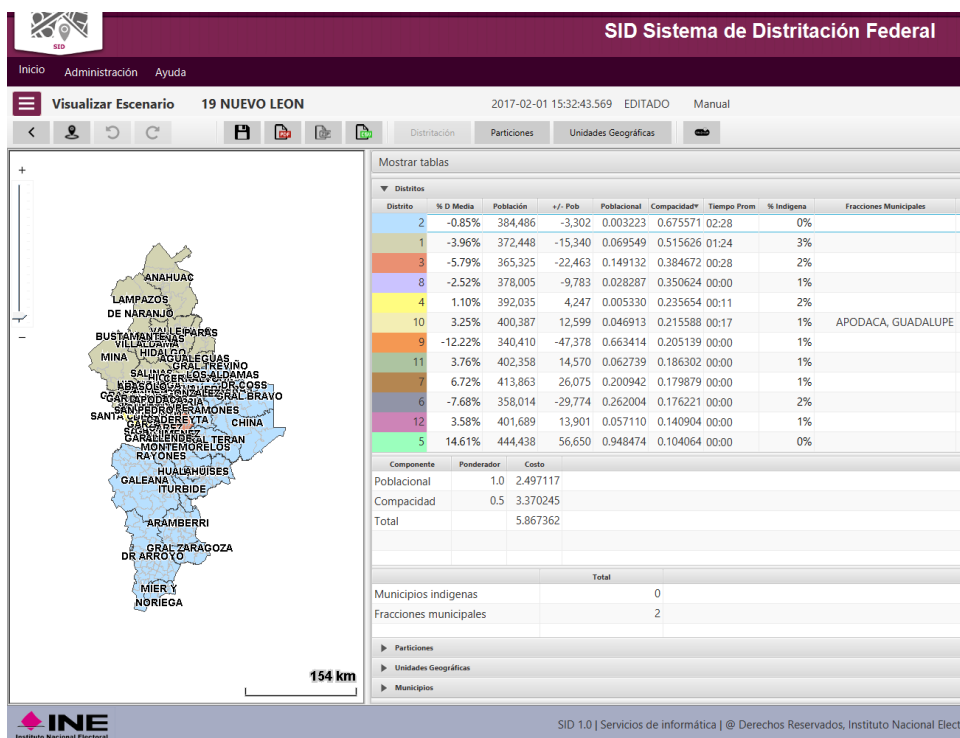 SID
SID Sistema de Distritación Federal
Inicio Administración Ayuda
Visualizar Escenario 19 NUEVO LEON 2017-02-01 15:32:43.569 EDITADO Manual
Distritación Particiones Unidades Geográficas
Mostrar tablas
Distritos
Distrito % D Media Población +/- Pob Poblacional Compacidad Tiempo Prom % Indigena Fracciones Municipales
2 -0.85% 384,486 -3,302 0.003223 0.675571 02:28 0%
1 -3.96% 372,448 -15,340 0.069549 0.515626 01:24 3%
3 -5.79% 365,325 -22,463 0.149132 0.384672 00:28 2%
8 -2.52% 378,005 -9,783 0.028287 0.350624 00:00 1%
4 1.10% 392,035 4,247 0.005330 0.235654 00:11 2%
10 3.25% 400,387 12,599 0.046913 0.215588 00:17 1% APODACA, GUADALUPE
9 -12.22% 340,410 -47,378 0.663414 0.205139 00:00 1%
11 3.76% 402,358 14,570 0.062739 0.186302 00:00 1%
7 6.72% 413,863 26,075 0.200942 0.179879 00:00 1%
6 -7.68% 358,014 -29,774 0.262004 0.176221 00:00 2%
12 3.58% 401,689 13,901 0.057110 0.140904 00:00 1%
5 14.61% 444,438 56,650 0.948474 0.104064 00:00 0%
Componente Ponderador Costo
Poblacional 1.0 2.497117
Compacidad 0.5 3.370245
Total 5.867362
Total
Municipios indigenas 0
Fracciones municipales 2
Particiones
Unidades Geográficas
Municipios
ANAHUAC
LAMPAZOS
DE NARANJO
PARAS
MINA HIDALGO
GRAL TREVIÑO
LOS ALDAMAS
DR COSS
GRAL BRAVO
CHINA
MONTEMORELOS
RAYONES
HUALAHUISES
GALEANA
ITURBIDE
ARAMBERRI
GRAL ZARAGOZA
DR ARROYO
MIER Y
NORIEGA
154 km
INE
Instituto Nacional Electoral
SID 1.0 | Servicios de informática | @ Derechos Reservados, Instituto Nacional Elect